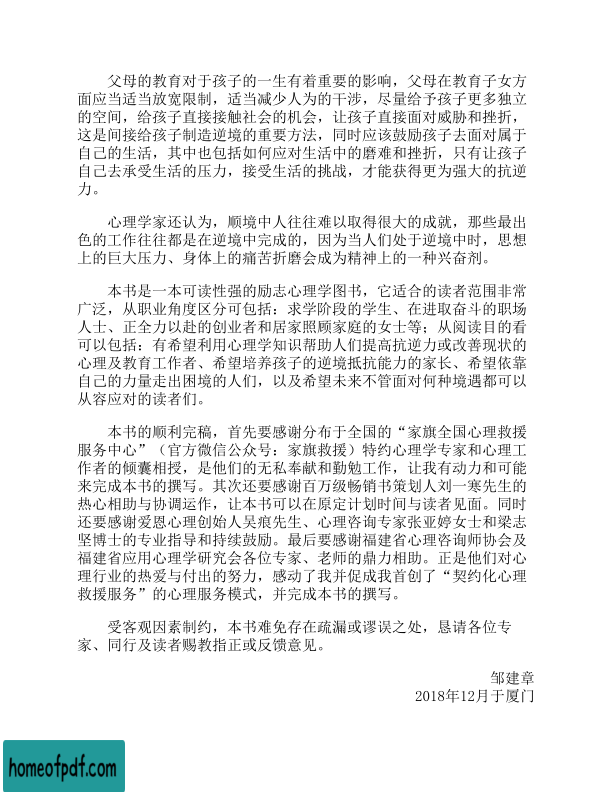 父母的教育对于孩子的一生有着重要的影响，父母在教育子女方
面应当适当放宽限制，适当减少人为的干涉，尽量给予孩子更多独立
的空间，给孩子直接接触社会的机会，让孩子直接面对威胁和挫折，
这是间接给孩子制造逆境的重要方法，同时应该鼓励孩子去面对属于
自己的生活，其中也包括如何应对生活中的磨难和挫折，只有让孩子
自己去承受生活的压力，接受生活的挑战，才能获得更为强大的抗逆
力。
心理学家还认为，顺境中人往往难以取得很大的成就，那些最出
色的工作往往都是在逆境中完成的，因为当人们处于逆境中时，思想
上的巨大压力、身体上的痛苦折磨会成为精神上的一种兴奋剂。
本书是一本可读性强的励志心理学图书，它适合的读者范围非常
广泛，从职业角度区分可包括：求学阶段的学生、在进取奋斗的职场
人士、正全力以赴的创业者和居家照顾家庭的女士等；从阅读目的看
可以包括：有希望利用心理学知识帮助人们提高抗逆力或改善现状的
心理及教育工作者、希望培养孩子的逆境抵抗能力的家长、希望依靠
自己的力量走出困境的人们，以及希望未来不管面对何种境遇都可以
从容应对的读者们。
本书的顺利完稿，首先要感谢分布于全国的“家旗全国心理救援
服务中心”（官方微信公众号：家旗救援）特约心理学专家和心理工
作者的倾囊相授，是他们的无私奉献和勤勉工作，让我有动力和可能
来完成本书的撰写。其次还要感谢百万级畅销书策划人刘一寒先生的
热心相助与协调运作，让本书可以在原定计划时间与读者见面。同时
还要感谢爱恩心理创始人吴痕先生、心理咨询专家张亚婷女士和梁志
坚博士的专业指导和持续鼓励。最后要感谢福建省心理咨询师协会及
福建省应用心理学研究会各位专家、老师的鼎力相助。正是他们对心
理行业的热爱与付出的努力，感动了我并促成我首创了“契约化心理
救援服务”的心理服务模式，并完成本书的撰写。
受客观因素制约，本书难免存在疏漏或谬误之处，恳请各位专
家、同行及读者赐教指正或反馈意见。
邹建章
2018年12月于厦门
homeofpdf.com